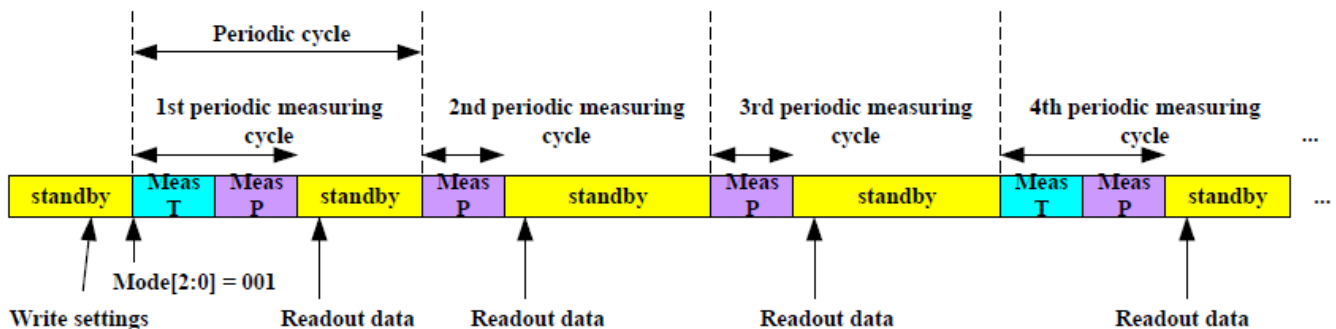 Periodic cycle
1st periodic measuring
cycle
2nd periodic measuring
cycle
3rd periodic measuring
cycle
4th periodic measuring
cycle
...
standby
Meas
T
Meas
P
standby
Meas
P
standby
Meas
P
standby
Meas
T
Meas
P
standby
...
Mode[2:0] = 001
Write settings
Readout data
Readout data
Readout data
Readout data